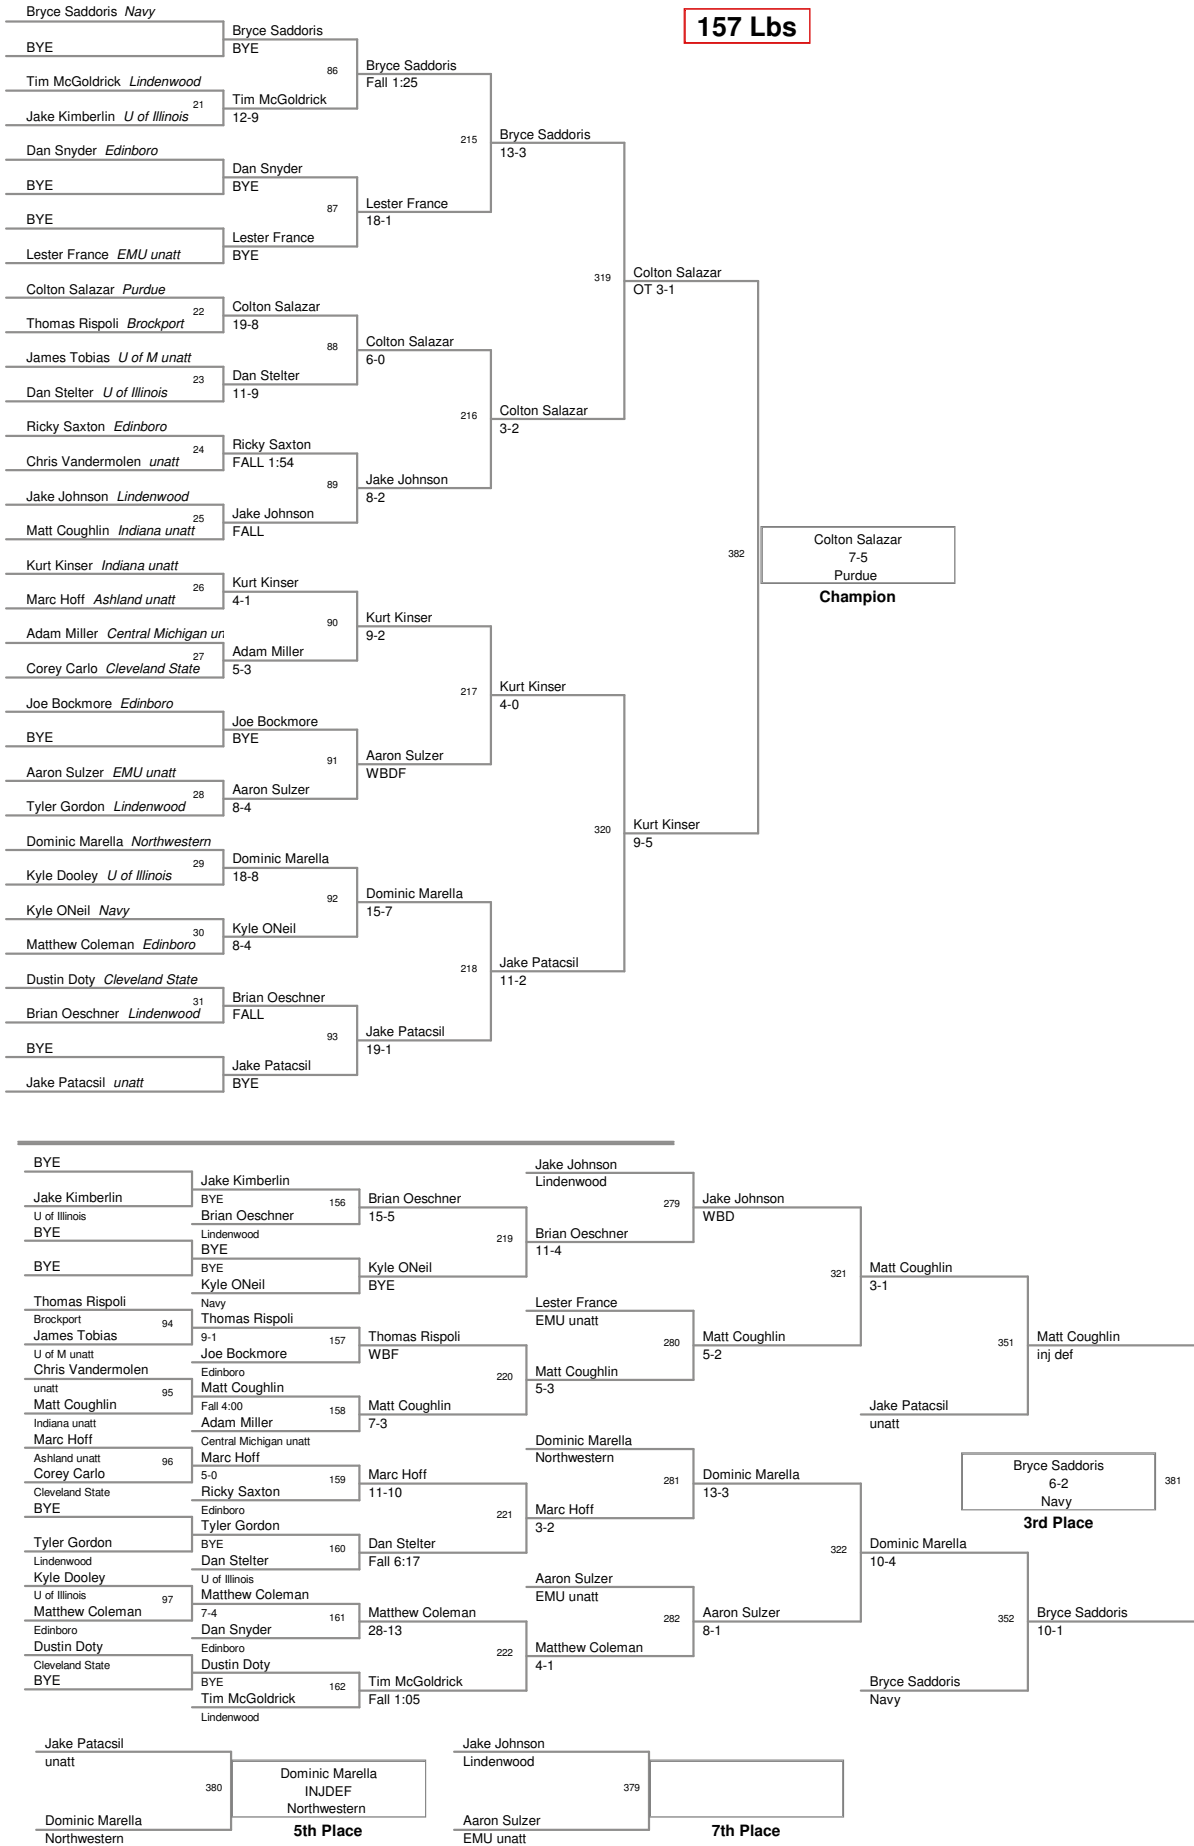 157 Lbs
Bryce Saddoris Navy
BYE
Tim McGoldrick Lindenwood
21
Jake Kimberlin U of Illinois
Dan Snyder Edinboro
BYE
BYE
Lester France EMU unatt
Colton Salazar Purdue
22
Thomas Rispoli Brockport
James Tobias U of M unatt
23
Dan Stelter U of Illinois
Ricky Saxton Edinboro
24
Chris Vandermolen unatt
Jake Johnson Lindenwood
25
Matt Coughlin Indiana unatt
Kurt Kinser Indiana unatt
26
Marc Hoff Ashland unatt
Adam Miller Central Michigan un
27
Corey Carlo Cleveland State
Joe Bockmore Edinboro
BYE
Aaron Sulzer EMU unatt
28
Tyler Gordon Lindenwood
Dominic Marella Northwestern
29
Kyle Dooley U of Illinois
Kyle ONeil Navy
30
Matthew Coleman Edinboro
Dustin Doty Cleveland State
31
Brian Oeschner Lindenwood
BYE
Jake Patacsil unatt
Bryce Saddoris
BYE
86
Tim McGoldrick
12-9
Dan Snyder
BYE
87
Lester France
BYE
Colton Salazar
19-8
88
Dan Stelter
11-9
Ricky Saxton
FALL 1:54
89
Jake Johnson
FALL
Kurt Kinser
4-1
90
Adam Miller
5-3
Joe Bockmore
BYE
91
Aaron Sulzer
8-4
Dominic Marella
18-8
92
Kyle ONeil
8-4
Brian Oeschner
FALL
93
Jake Patacsil
BYE
Bryce Saddoris
Fall 1:25
215
Lester France
18-1
Colton Salazar
6-0
216
Jake Johnson
8-2
Kurt Kinser
9-2
217
Aaron Sulzer
WBDF
Dominic Marella
15-7
218
Jake Patacsil
19-1
Bryce Saddoris
13-3
319
Colton Salazar
3-2
Kurt Kinser
4-0
320
Jake Patacsil
11-2
Colton Salazar
OT 3-1
382
Kurt Kinser
9-5
Colton Salazar
7-5
Purdue
Champion
BYE
Jake Kimberlin
U of Illinois
BYE
BYE
Thomas Rispoli
Brockport
94
James Tobias
U of M unatt
Chris Vandermolen
unatt
95
Matt Coughlin
Indiana unatt
Marc Hoff
Ashland unatt
96
Corey Carlo
Cleveland State
BYE
Tyler Gordon
Lindenwood
Kyle Dooley
U of Illinois
97
Matthew Coleman
Edinboro
Dustin Doty
Cleveland State
BYE
Jake Kimberlin
BYE
156
Brian Oeschner
Lindenwood
BYE
BYE
Kyle ONeil
Navy
Thomas Rispoli
9-1
157
Joe Bockmore
Edinboro
Matt Coughlin
Fall 4:00
158
Adam Miller
Central Michigan unatt
Marc Hoff
5-0
159
Ricky Saxton
Edinboro
Tyler Gordon
BYE
160
Dan Stelter
U of Illinois
Matthew Coleman
7-4
161
Dan Snyder
Edinboro
Dustin Doty
BYE
162
Tim McGoldrick
Lindenwood
Brian Oeschner
15-5
219
Kyle ONeil
BYE
Thomas Rispoli
WBF
220
Matt Coughlin
7-3
Marc Hoff
11-10
221
Dan Stelter
Fall 6:17
Matthew Coleman
28-13
222
Tim McGoldrick
Fall 1:05
Jake Johnson
Lindenwood
279
Brian Oeschner
11-4
Lester France
EMU unatt
280
Matt Coughlin
5-3
Dominic Marella
Northwestern
281
Marc Hoff
3-2
Aaron Sulzer
EMU unatt
282
Matthew Coleman
4-1
Jake Johnson
WBD
321
Matt Coughlin
5-2
Dominic Marella
13-3
322
Aaron Sulzer
8-1
Matt Coughlin
3-1
351
Jake Patacsil
unatt
Dominic Marella
10-4
352
Bryce Saddoris
Navy
Matt Coughlin
inj def
Bryce Saddoris
6-2
Navy
381
3rd Place
Bryce Saddoris
10-1
Jake Patacsil
unatt
380
Dominic Marella
Northwestern
Dominic Marella
INJDEF
Northwestern
5th Place
Jake Johnson
Lindenwood
379
Aaron Sulzer
EMU unatt
7th Place